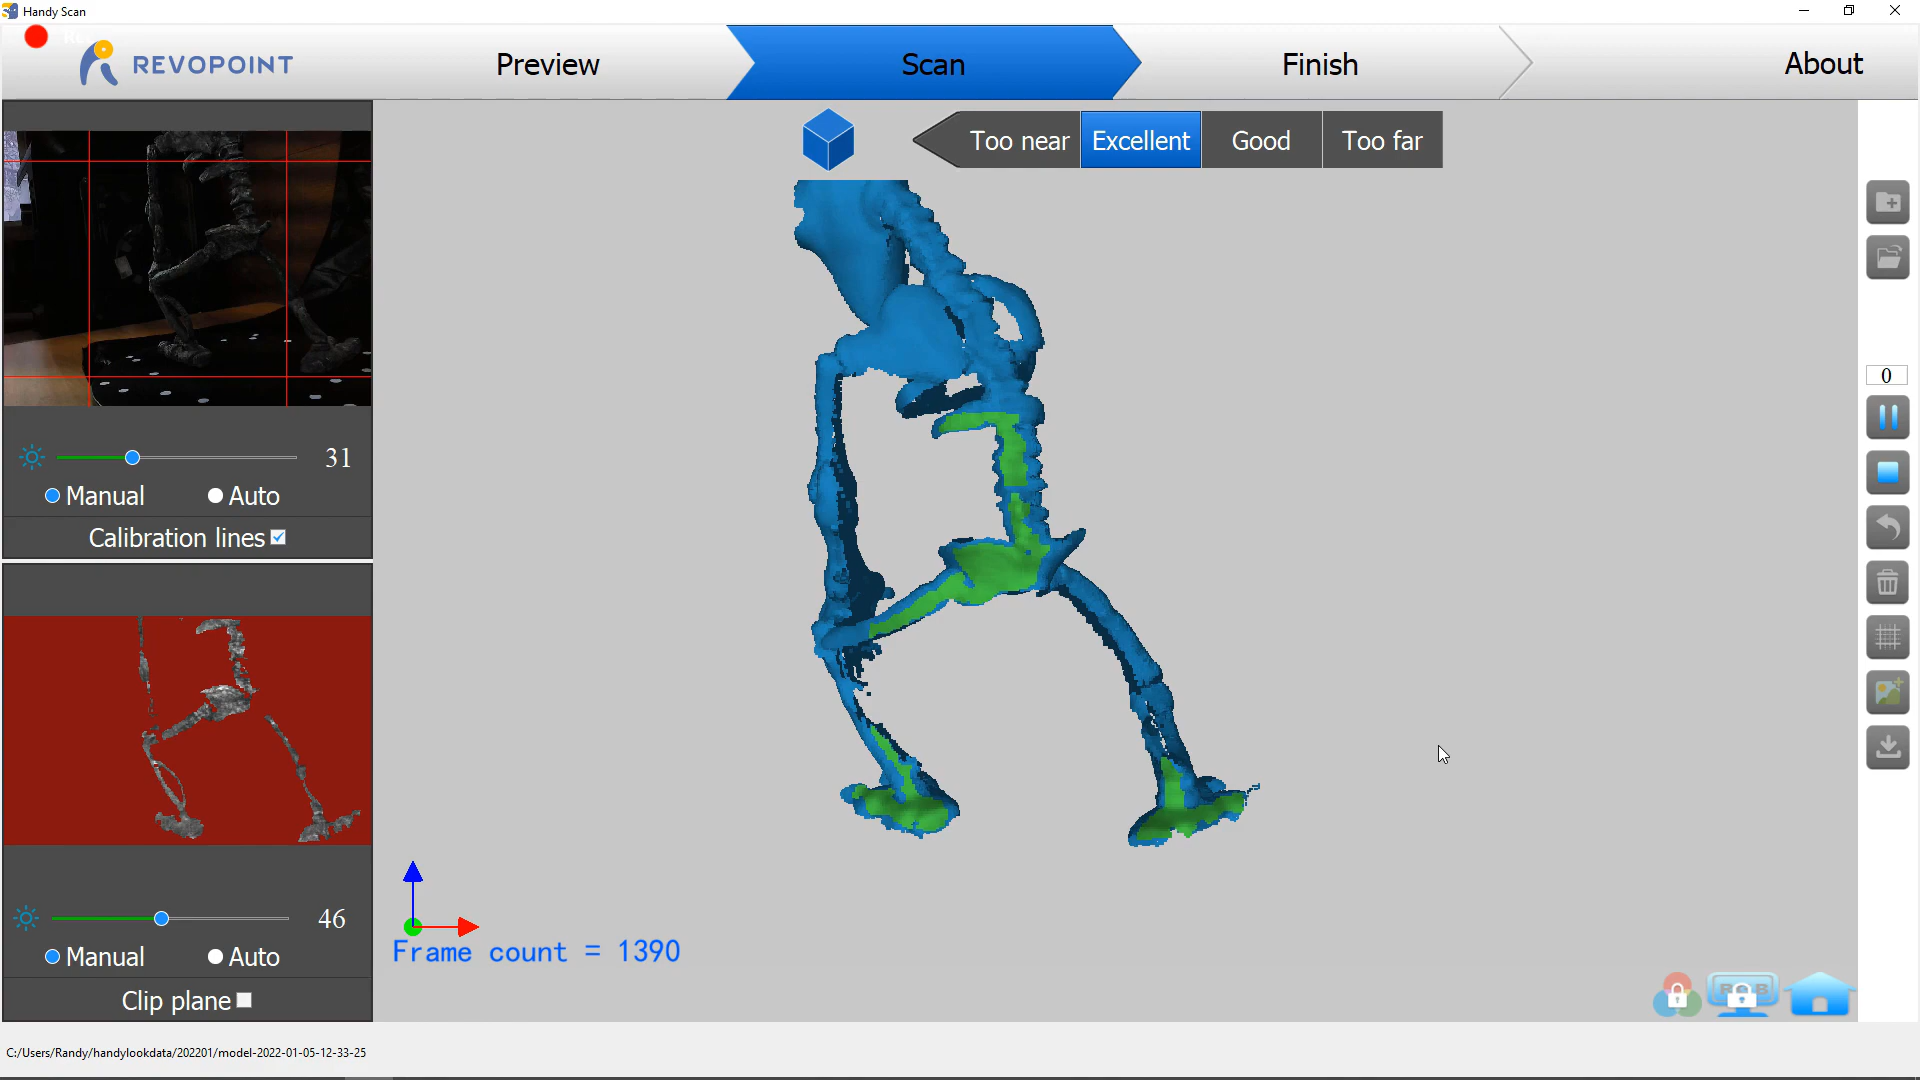 Handy Scan
REVOPOINT
Preview
Scan
Finish
About
Too near
Excellent
Good
Too far
31
Manual
Auto
Calibration lines
0
46
Manual
Auto
Clip plane
Frame count = 1390
RGB
C:/Users/Randy/handylookdata/202201/model-2022-01-05-12-33-25